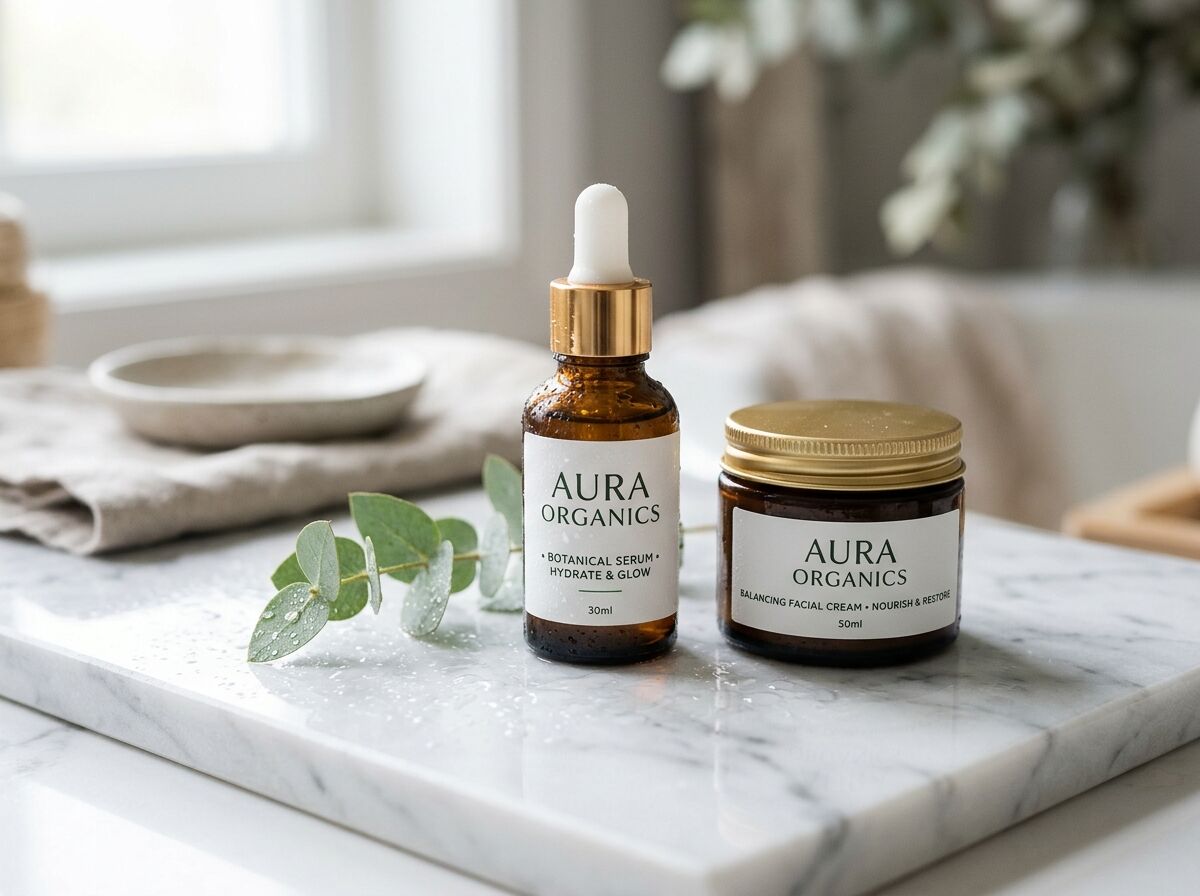 AURA
ORGANICS
• BOTANICAL SERUM •
HYDRATE & GLOW
30ml
AURA
ORGANICS
BALANCING FACIAL CREAM • NOURISH & RESTORE
50ml